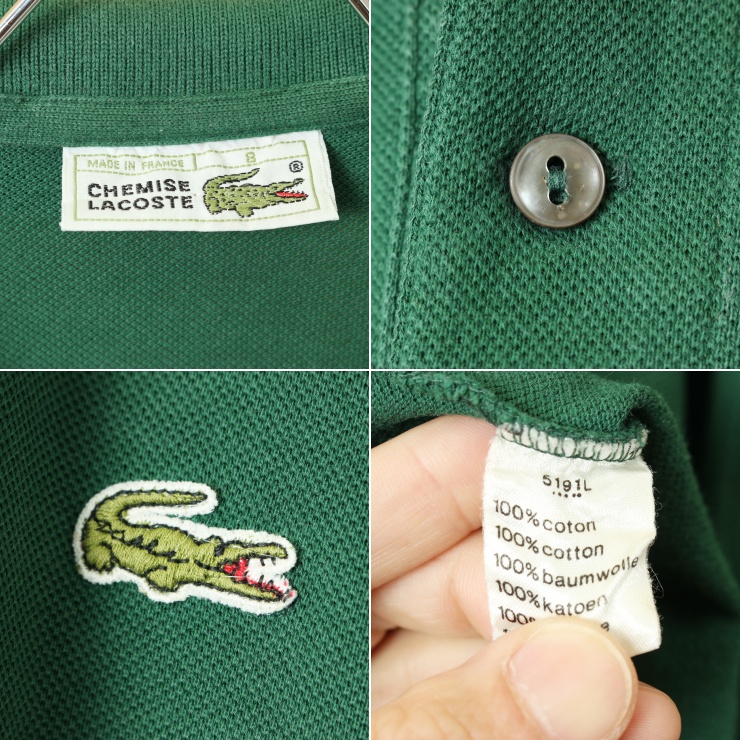 MADE IN FRANCE 8
CHEMISE
LACOSTE ®
5191L
100%coton
100%cotton
100%baumwolle
100%katoen